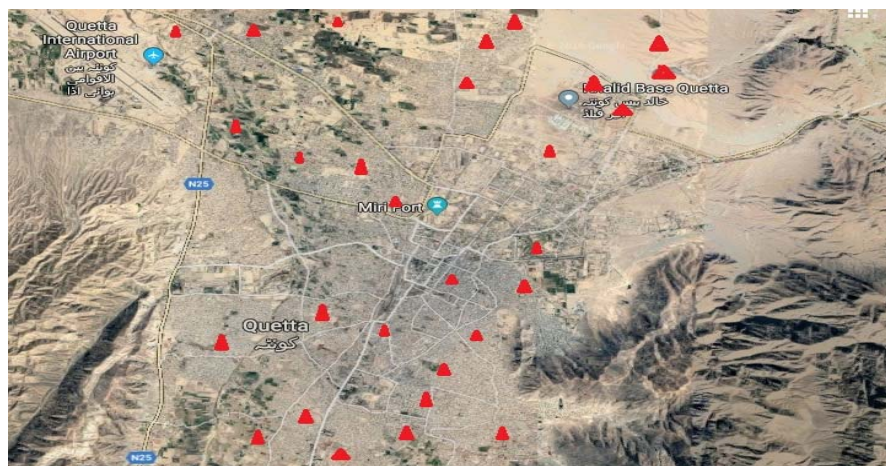 Quetta
International
Airport
کوئٹہ بین
الاقوامی
ہوائی اڈا
Khalid Base Quetta
خالد بیس کوئٹہ
N25
Miri Fort
Quetta
کوئٹہ
N25